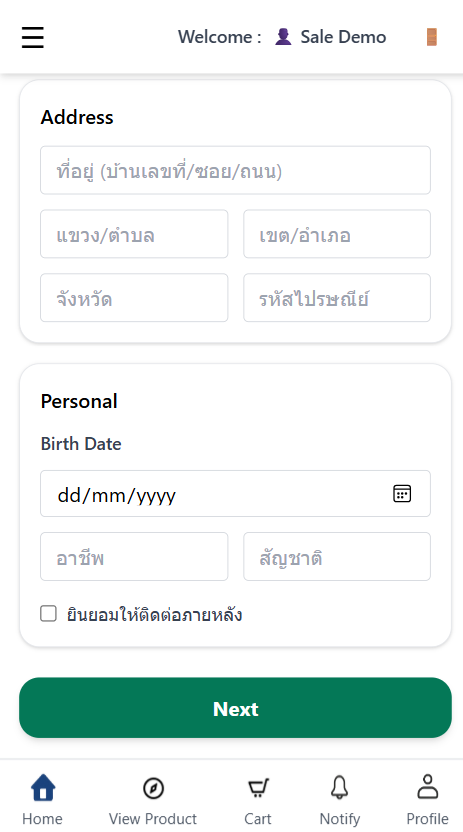 Welcome : Sale Demo
Address
ที่อยู่ (บ้านเลขที่/ซอย/ถนน)
แขวง/ตำบล เขต/อำเภอ
จังหวัด รหัสไปรษณีย์
Personal
Birth Date
dd/mm/yyyy
อาชีพ สัญชาติ
ยินยอมให้ติดต่อภายหลัง
Next
Home View Product Cart Notify Profile